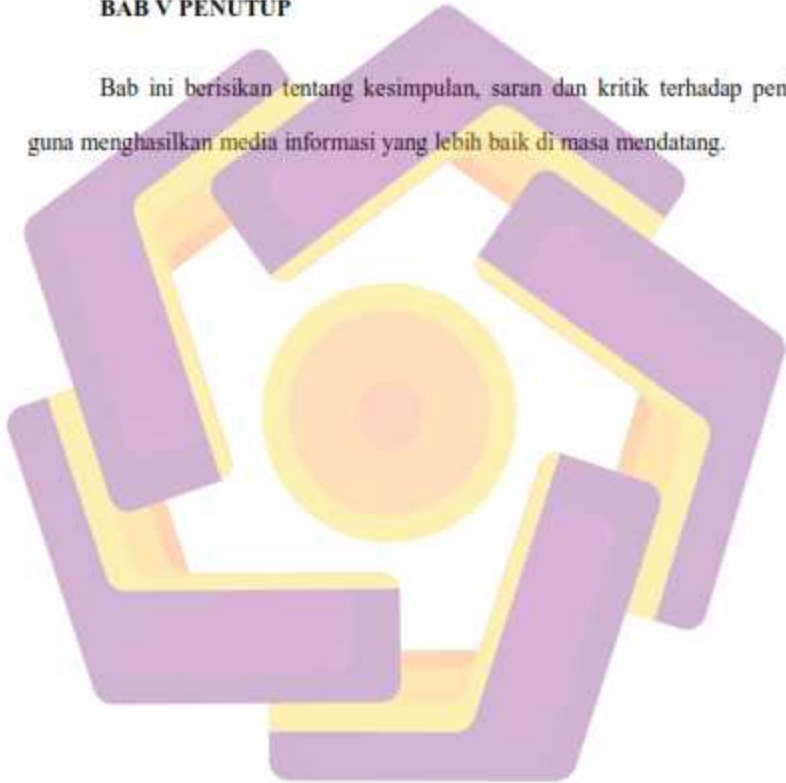 BAB V PENUTUP
Bab ini berisikan tentang kesimpulan, saran dan kritik terhadap pen
guna menghasilkan media informasi yang lebih baik di masa mendatang.